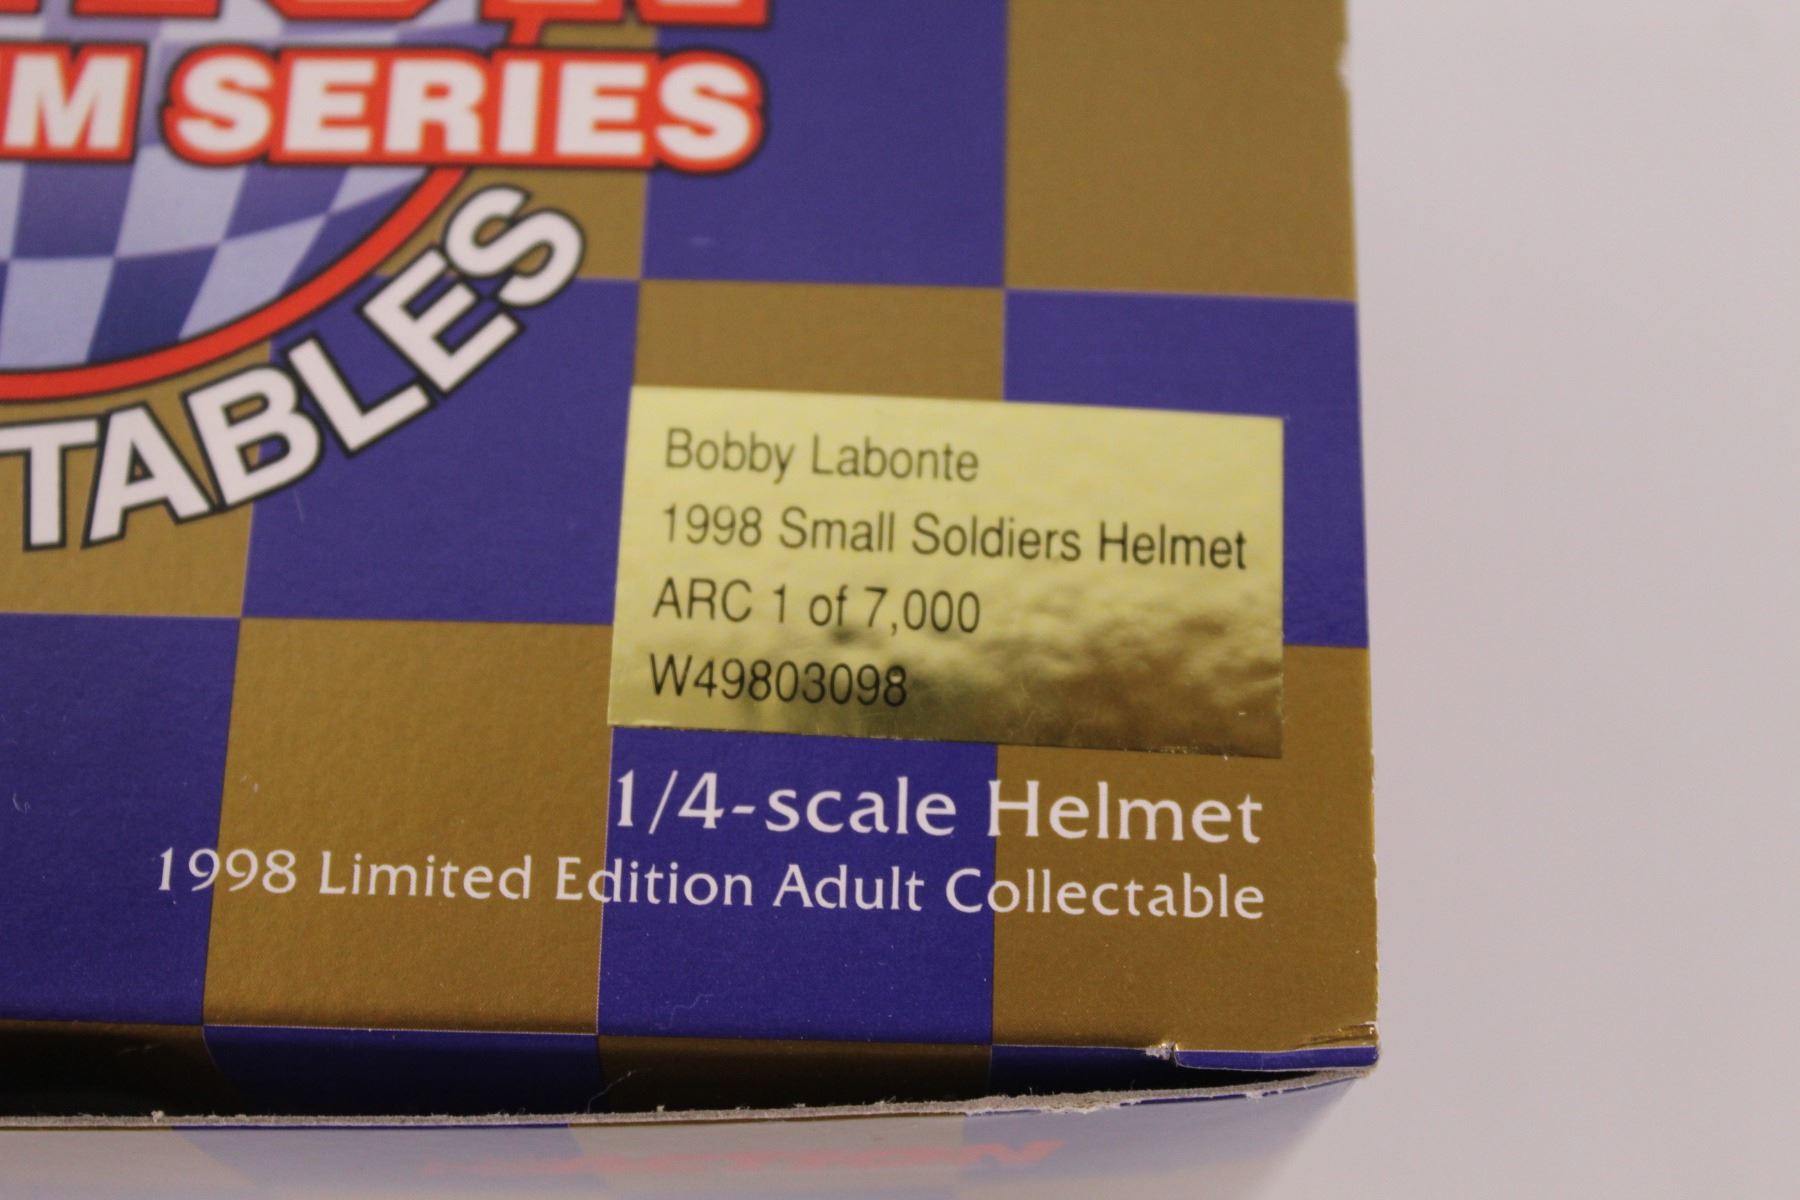 SERIES
TABLES
Bobby Labonte
1998 Small Soldiers Helmet
ARC 1 of 7,000
W49803098
1/4-scale Helmet
1998 Limited Edition Adult Collectable